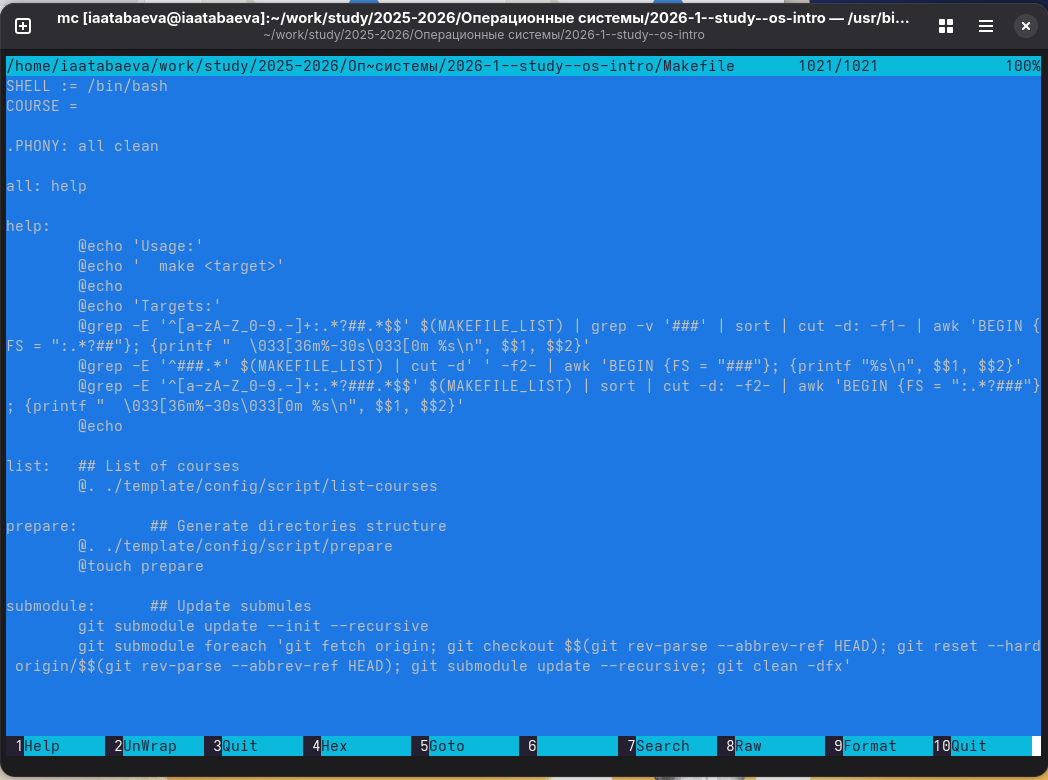 mc [iaatabaeva@iaatabaeva]:~/work/study/2025-2026/Операционные системы/2026-1--study--os-intro — /usr/bi…
~/work/study/2025-2026/Операционные системы/2026-1--study--os-intro
/home/iaatabaeva/work/study/2025-2026/Оп~системы/2026-1--study--os-intro/Makefile 1021/1021 100%
SHELL := /bin/bash
COURSE =
.PHONY: all clean
all: help
help:
@echo 'Usage:'
@echo '  make <target>'
@echo
@echo 'Targets:'
@grep -E '^[a-zA-Z_0-9.-]+:.*?##.*$$' $(MAKEFILE_LIST) | grep -v '###' | sort | cut -d: -f1- | awk 'BEGIN {
FS = ":.*?##"}; {printf "  \033[36m%-30s\033[0m %s\n", $$1, $$2}'
@grep -E '^###.*' $(MAKEFILE_LIST) | cut -d' ' -f2- | awk 'BEGIN {FS = "###"}; {printf "%s\n", $$1, $$2}'
@grep -E '^[a-zA-Z_0-9.-]+:.*?###.*$$' $(MAKEFILE_LIST) | sort | cut -d: -f2- | awk 'BEGIN {FS = ":.*?###"}
; {printf "  \033[36m%-30s\033[0m %s\n", $$1, $$2}'
@echo
list: ## List of courses
@. ./template/config/script/list-courses
prepare: ## Generate directories structure
@. ./template/config/script/prepare
@touch prepare
submodule: ## Update submules
git submodule update --init --recursive
git submodule foreach 'git fetch origin; git checkout $$(git rev-parse --abbrev-ref HEAD); git reset --hard
origin/$$(git rev-parse --abbrev-ref HEAD); git submodule update --recursive; git clean -dfx'
1Help 2UnWrap 3Quit 4Hex 5Goto 6 7Search 8Raw 9Format 10Quit